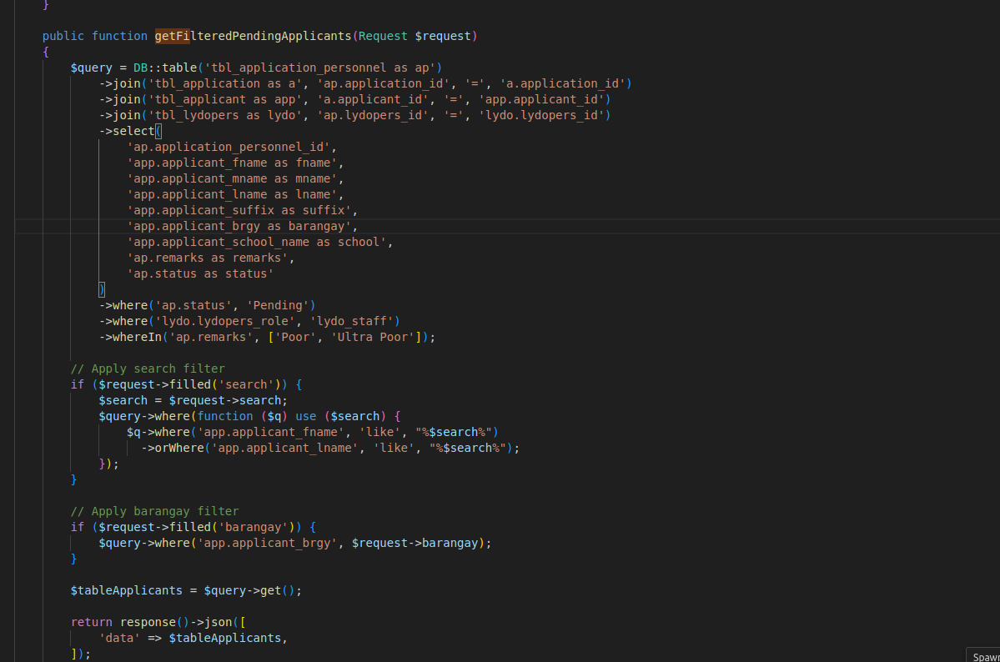 }
public function getFilteredPendingApplicants(Request $request)
{
$query = DB::table('tbl_application_personnel as ap')
->join('tbl_application as a', 'ap.application_id', '=', 'a.application_id')
->join('tbl_applicant as app', 'a.applicant_id', '=', 'app.applicant_id')
->join('tbl_lydopers as lydo', 'ap.lydopers_id', '=', 'lydo.lydopers_id')
->select(
'ap.application_personnel_id',
'app.applicant_fname as fname',
'app.applicant_mname as mname',
'app.applicant_lname as lname',
'app.applicant_suffix as suffix',
'app.applicant_brgy as barangay',
'app.applicant_school_name as school',
'ap.remarks as remarks',
'ap.status as status'
)
->where('ap.status', 'Pending')
->where('lydo.lydopers_role', 'lydo_staff')
->whereIn('ap.remarks', ['Poor', 'Ultra Poor']);
// Apply search filter
if ($request->filled('search')) {
$search = $request->search;
$query->where(function ($q) use ($search) {
$q->where('app.applicant_fname', 'like', "%$search%")
->orWhere('app.applicant_lname', 'like', "%$search%");
});
}
// Apply barangay filter
if ($request->filled('barangay')) {
$query->where('app.applicant_brgy', $request->barangay);
}
$tableApplicants = $query->get();
return response()->json([
'data' => $tableApplicants,
]);